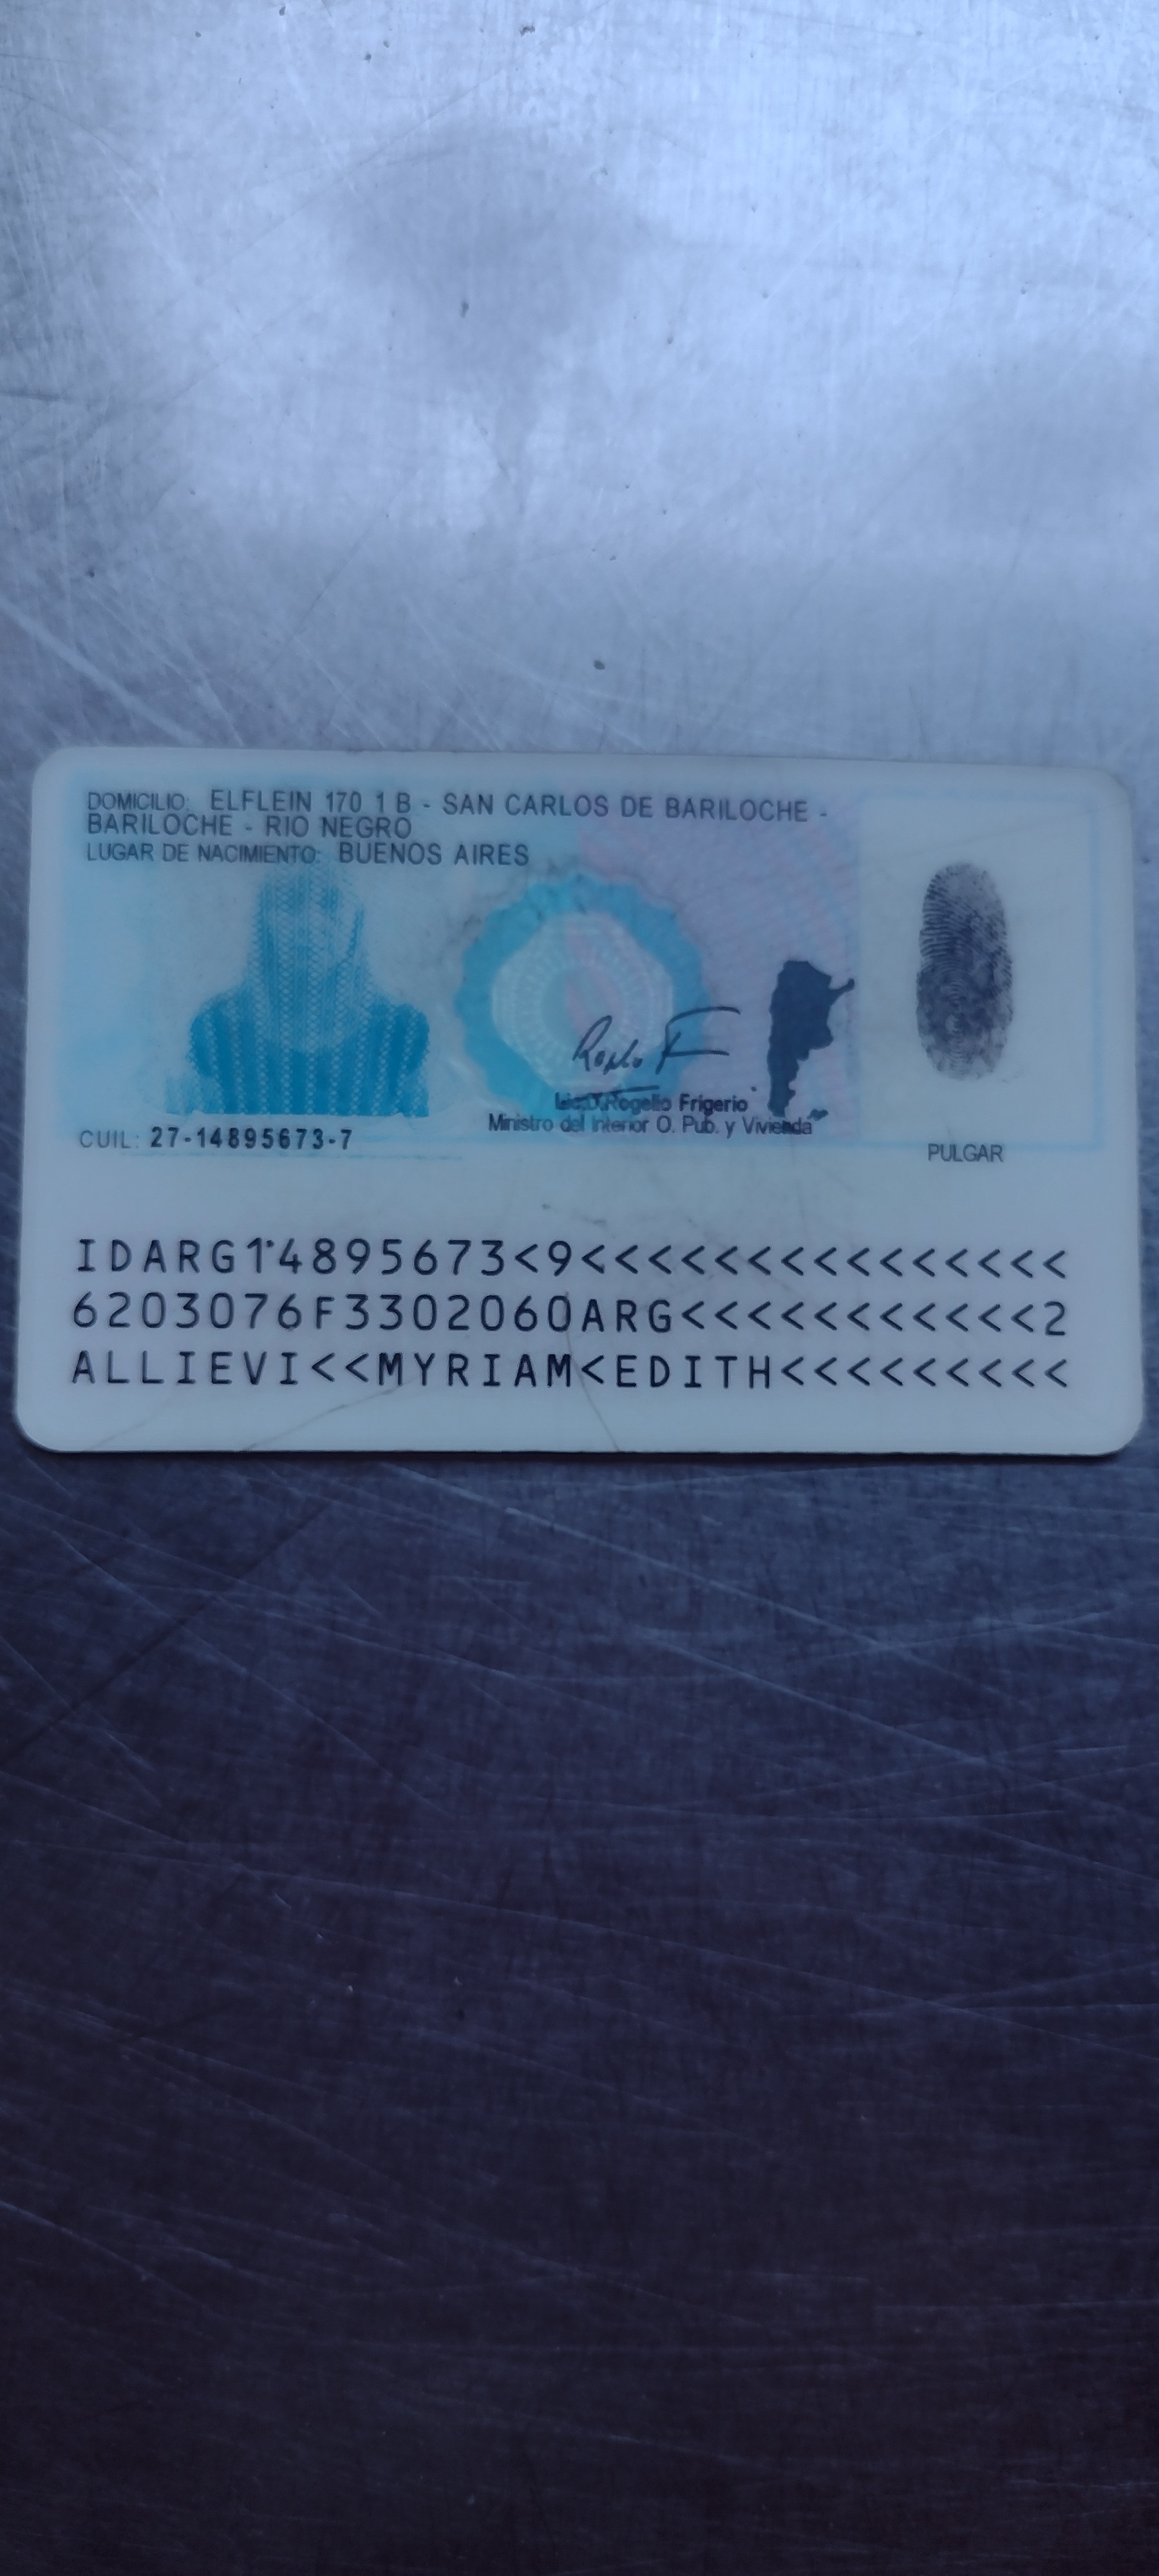 DOMICILIO: ELFLEIN 170 1 B - SAN CARLOS DE BARILOCHE -
BARILOCHE - RIO NEGRO
LUGAR DE NACIMIENTO: BUENOS AIRES
Lic. Rogelio Frigerio
Ministro del Interior O. Pub. y Vivienda
CUIL: 27-14895673-7
PULGAR
IDARG14895673<9<<<<<<<<<<<<<<<
6203076F3302060ARG<<<<<<<<<<<2
ALLIEVI<<MYRIAM<EDITH<<<<<<<<<